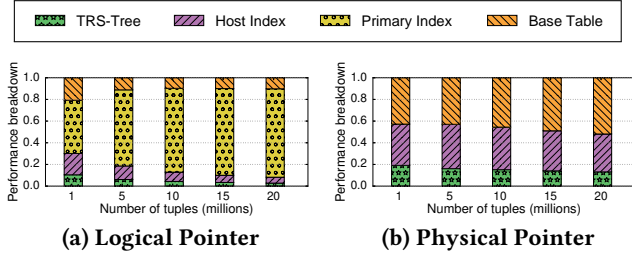 TRS-Tree Host Index Primary Index Base Table
Performance breakdown
1.0
0.8
0.6
0.4
0.2
0.0
1 5 10 15 20
Number of tuples (millions)
(a) Logical Pointer
Performance breakdown
1.0
0.8
0.6
0.4
0.2
0.0
1 5 10 15 20
Number of tuples (millions)
(b) Physical Pointer